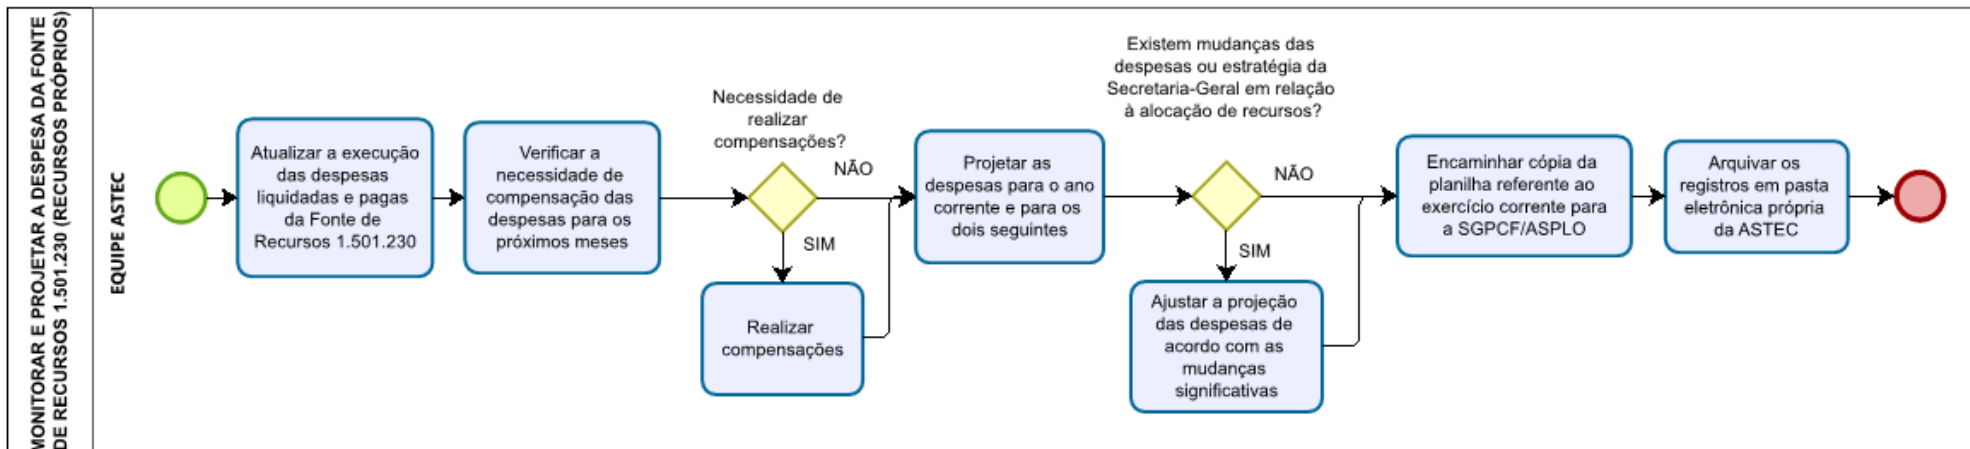 MONITORAR E PROJETAR A DESPESA DA FONTE
DE RECURSOS 1.501.230 (RECURSOS PRÓPRIOS)
EQUIPE ASTEC
Atualizar a execução
das despesas
liquidadas e pagas
da Fonte de
Recursos 1.501.230
Verificar a
necessidade de
compensação das
despesas para os
próximos meses
Necessidade de
realizar
compensações?
NÃO
SIM
Realizar
compensações
Projetar as
despesas para o ano
corrente e para os
dois seguintes
Existem mudanças das
despesas ou estratégia da
Secretaria-Geral em relação
à alocação de recursos?
NÃO
SIM
Ajustar a projeção
das despesas de
acordo com as
mudanças
significativas
Encaminhar cópia da
planilha referente ao
exercício corrente para
a SGPCF/ASPLO
Arquivar os
registros em pasta
eletrônica própria
da ASTEC